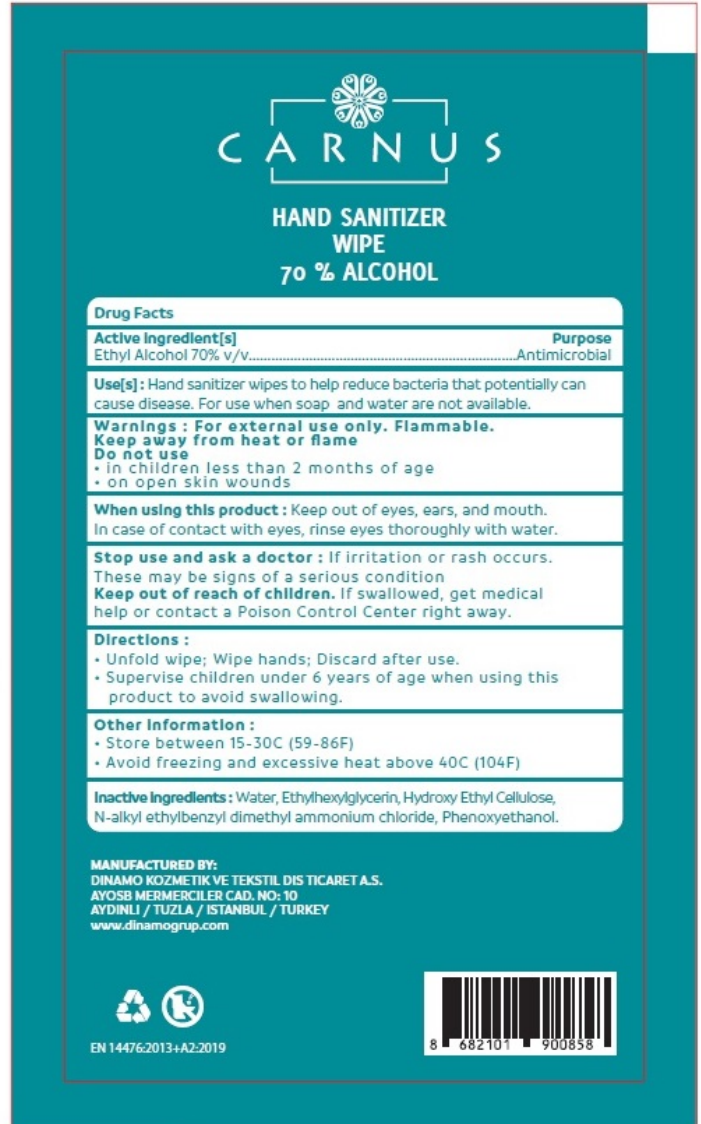 CARNUS
HAND SANITIZER
WIPE
70 % ALCOHOL
Drug Facts
Active ingredient[s] Purpose
Ethyl Alcohol 70% v/v..........................................................................Antimicrobial
Use[s] : Hand sanitizer wipes to help reduce bacteria that potentially can
cause disease. For use when soap and water are not available.
Warnings : For external use only. Flammable.
Keep away from heat or flame
Do not use
• in children less than 2 months of age
• on open skin wounds
When using this product : Keep out of eyes, ears, and mouth.
In case of contact with eyes, rinse eyes thoroughly with water.
Stop use and ask a doctor : If irritation or rash occurs.
These may be signs of a serious condition
Keep out of reach of children. If swallowed, get medical
help or contact a Poison Control Center right away.
Directions :
• Unfold wipe; Wipe hands; Discard after use.
• Supervise children under 6 years of age when using this
product to avoid swallowing.
Other information :
• Store between 15-30C (59-86F)
• Avoid freezing and excessive heat above 40C (104F)
Inactive ingredients : Water, Ethylhexylglycerin, Hydroxy Ethyl Cellulose,
N-alkyl ethylbenzyl dimethyl ammonium chloride, Phenoxyethanol.
MANUFACTURED BY:
DINAMO KOZMETIK VE TEKSTIL DIS TICARET A.S.
AYOSB MERMERCILER CAD. NO: 10
AYDINLI / TUZLA / ISTANBUL / TURKEY
www.dinamogrup.com
EN 14476:2013+A2:2019
8 682101 900858